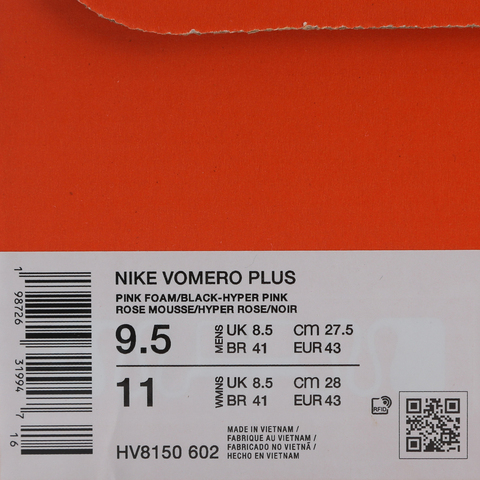 NIKE VOMERO PLUS
PINK FOAM/BLACK-HYPER PINK
ROSE MOUSSE/HYPER ROSE/NOIR
9.5 MENS UK 8.5 cm 27.5
BR 41 EUR 43
11 WMNS UK 8.5 cm 28
BR 41 EUR 43
HV8150 602
MADE IN VIETNAM /
FABRIQUE AU VIETNAM /
FABRICADO NO VIETNÃ /
HECHO EN VIETNAM
RFID
1 98726 31994 7 16